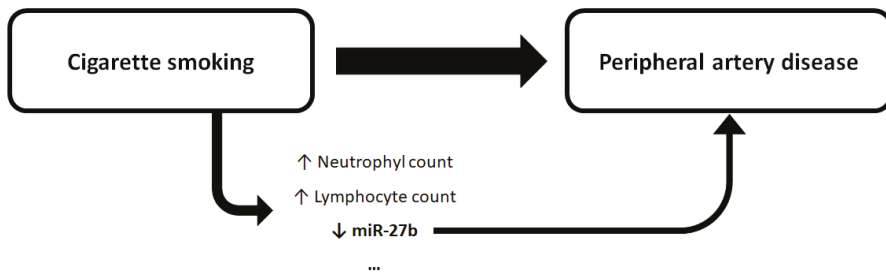 Cigarette smoking
Peripheral artery disease
↑ Neutrophyl count
↑ Lymphocyte count
↓ miR-27b
...